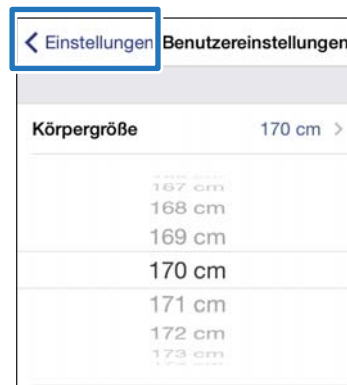 Einstellungen Benutzereinstellungen
Körpergröße 170 cm
167 cm
168 cm
169 cm
170 cm
171 cm
172 cm
173 cm